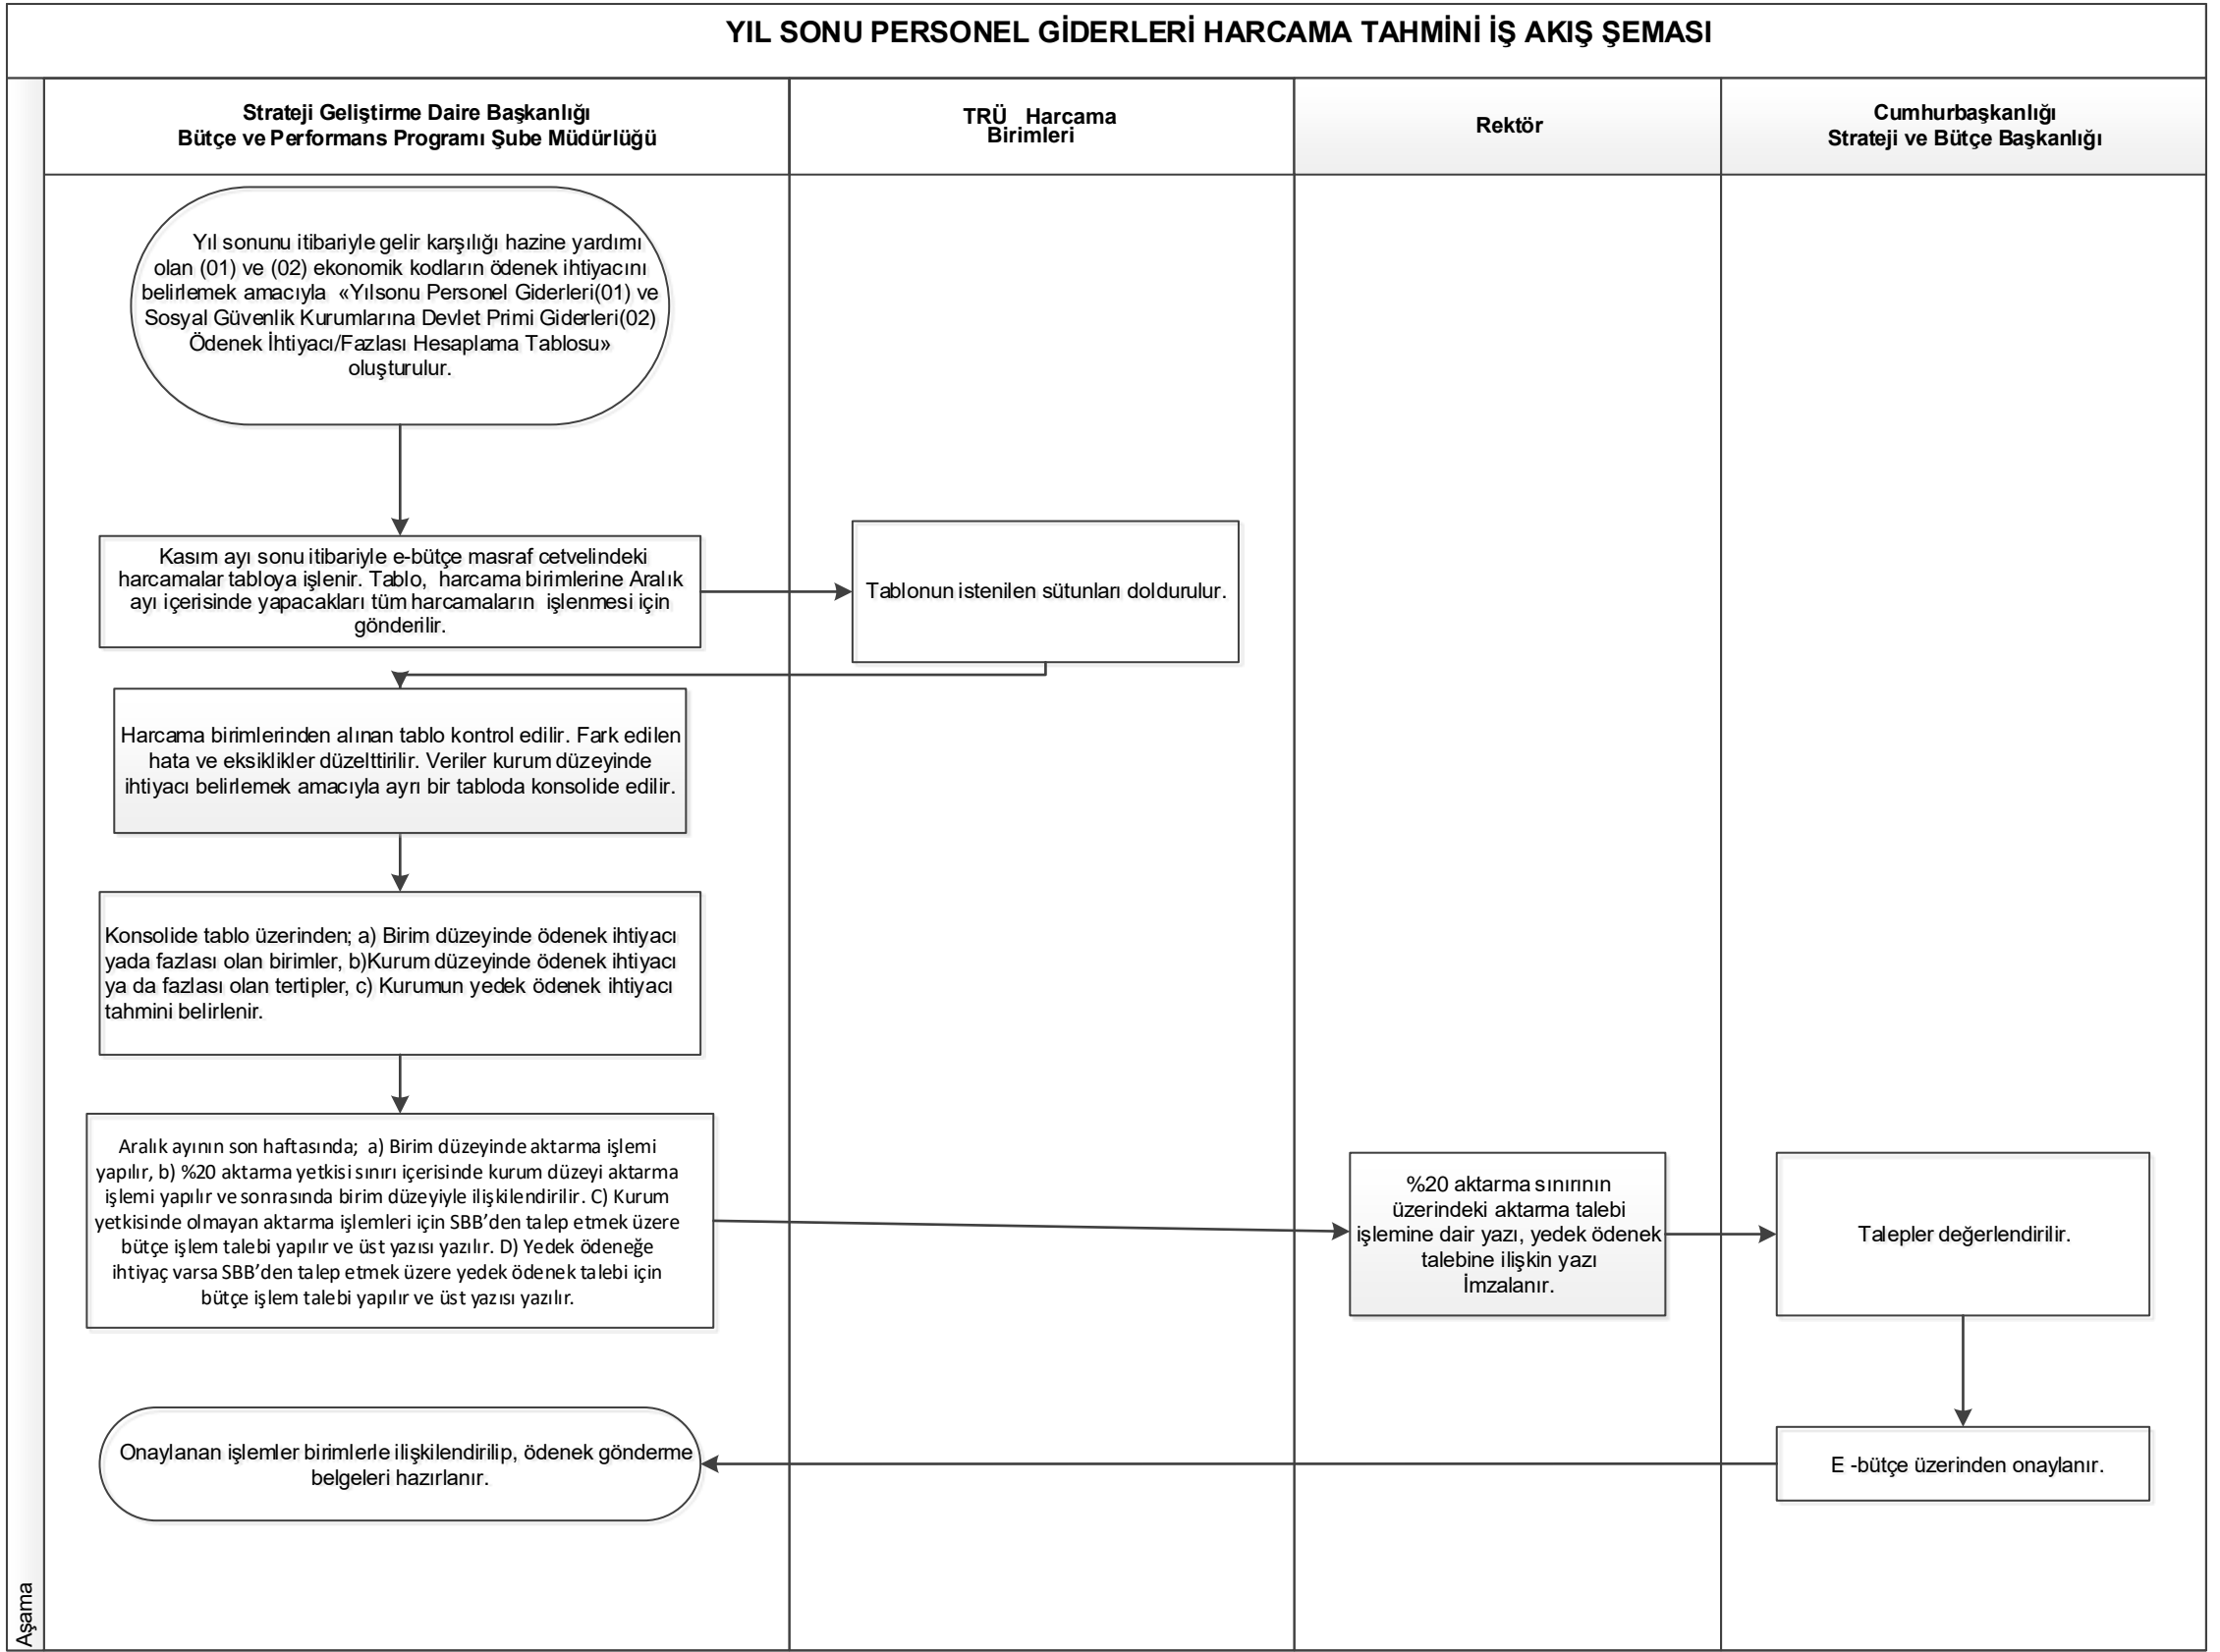 YIL SONU PERSONEL GİDERLERİ HARCAMA TAHMİNİ İŞ AKIŞ ŞEMASI
Strateji Geliştirme Daire Başkanlığı
Bütçe ve Performans Programı Şube Müdürlüğü
TRÜ Harcama
Birimleri
Rektör
Cumhurbaşkanlığı
Strateji ve Bütçe Başkanlığı
Yıl sonunu itibariyle gelir karşılığı hazine yardımı
olan (01) ve (02) ekonomik kodların ödenek ihtiyacını
belirlemek amacıyla «Yılsonu Personel Giderleri(01) ve
Sosyal Güvenlik Kurumlarına Devlet Primi Giderleri(02)
Ödenek İhtiyacı/Fazlası Hesaplama Tablosu»
oluşturulur.
Kasım ayı sonu itibariyle e-bütçe masraf cetvelindeki
harcamalar tabloya işlenir. Tablo, harcama birimlerine Aralık
ayı içerisinde yapacakları tüm harcamaların işlenmesi için
gönderilir.
Tablonun istenilen sütunları doldurulur.
Harcama birimlerinden alınan tablo kontrol edilir. Fark edilen
hata ve eksiklikler düzelttirilir. Veriler kurum düzeyinde
ihtiyacı belirlemek amacıyla ayrı bir tabloda konsolide edilir.
Konsolide tablo üzerinden; a) Birim düzeyinde ödenek ihtiyacı
yada fazlası olan birimler, b)Kurum düzeyinde ödenek ihtiyacı
ya da fazlası olan tertipler, c) Kurumun yedek ödenek ihtiyacı
tahmini belirlenir.
Aralık ayının son haftasında; a) Birim düzeyinde aktarma işlemi
yapılır, b) %20 aktarma yetkisi sınırı içerisinde kurum düzeyi aktarma
işlemi yapılır ve sonrasında birim düzeyiyle ilişkilendirilir. C) Kurum
yetkisinde olmayan aktarma işlemleri için SBB’den talep etmek üzere
bütçe işlem talebi yapılır ve üst yazısı yazılır. D) Yedek ödeneğe
ihtiyaç varsa SBB’den talep etmek üzere yedek ödenek talebi için
bütçe işlem talebi yapılır ve üst yazısı yazılır.
%20 aktarma sınırının
üzerindeki aktarma talebi
işlemine dair yazı, yedek ödenek
talebine ilişkin yazı
İmzalanır.
Talepler değerlendirilir.
E -bütçe üzerinden onaylanır.
Onaylanan işlemler birimlerle ilişkilendirilip, ödenek gönderme
belgeleri hazırlanır.
Aşama